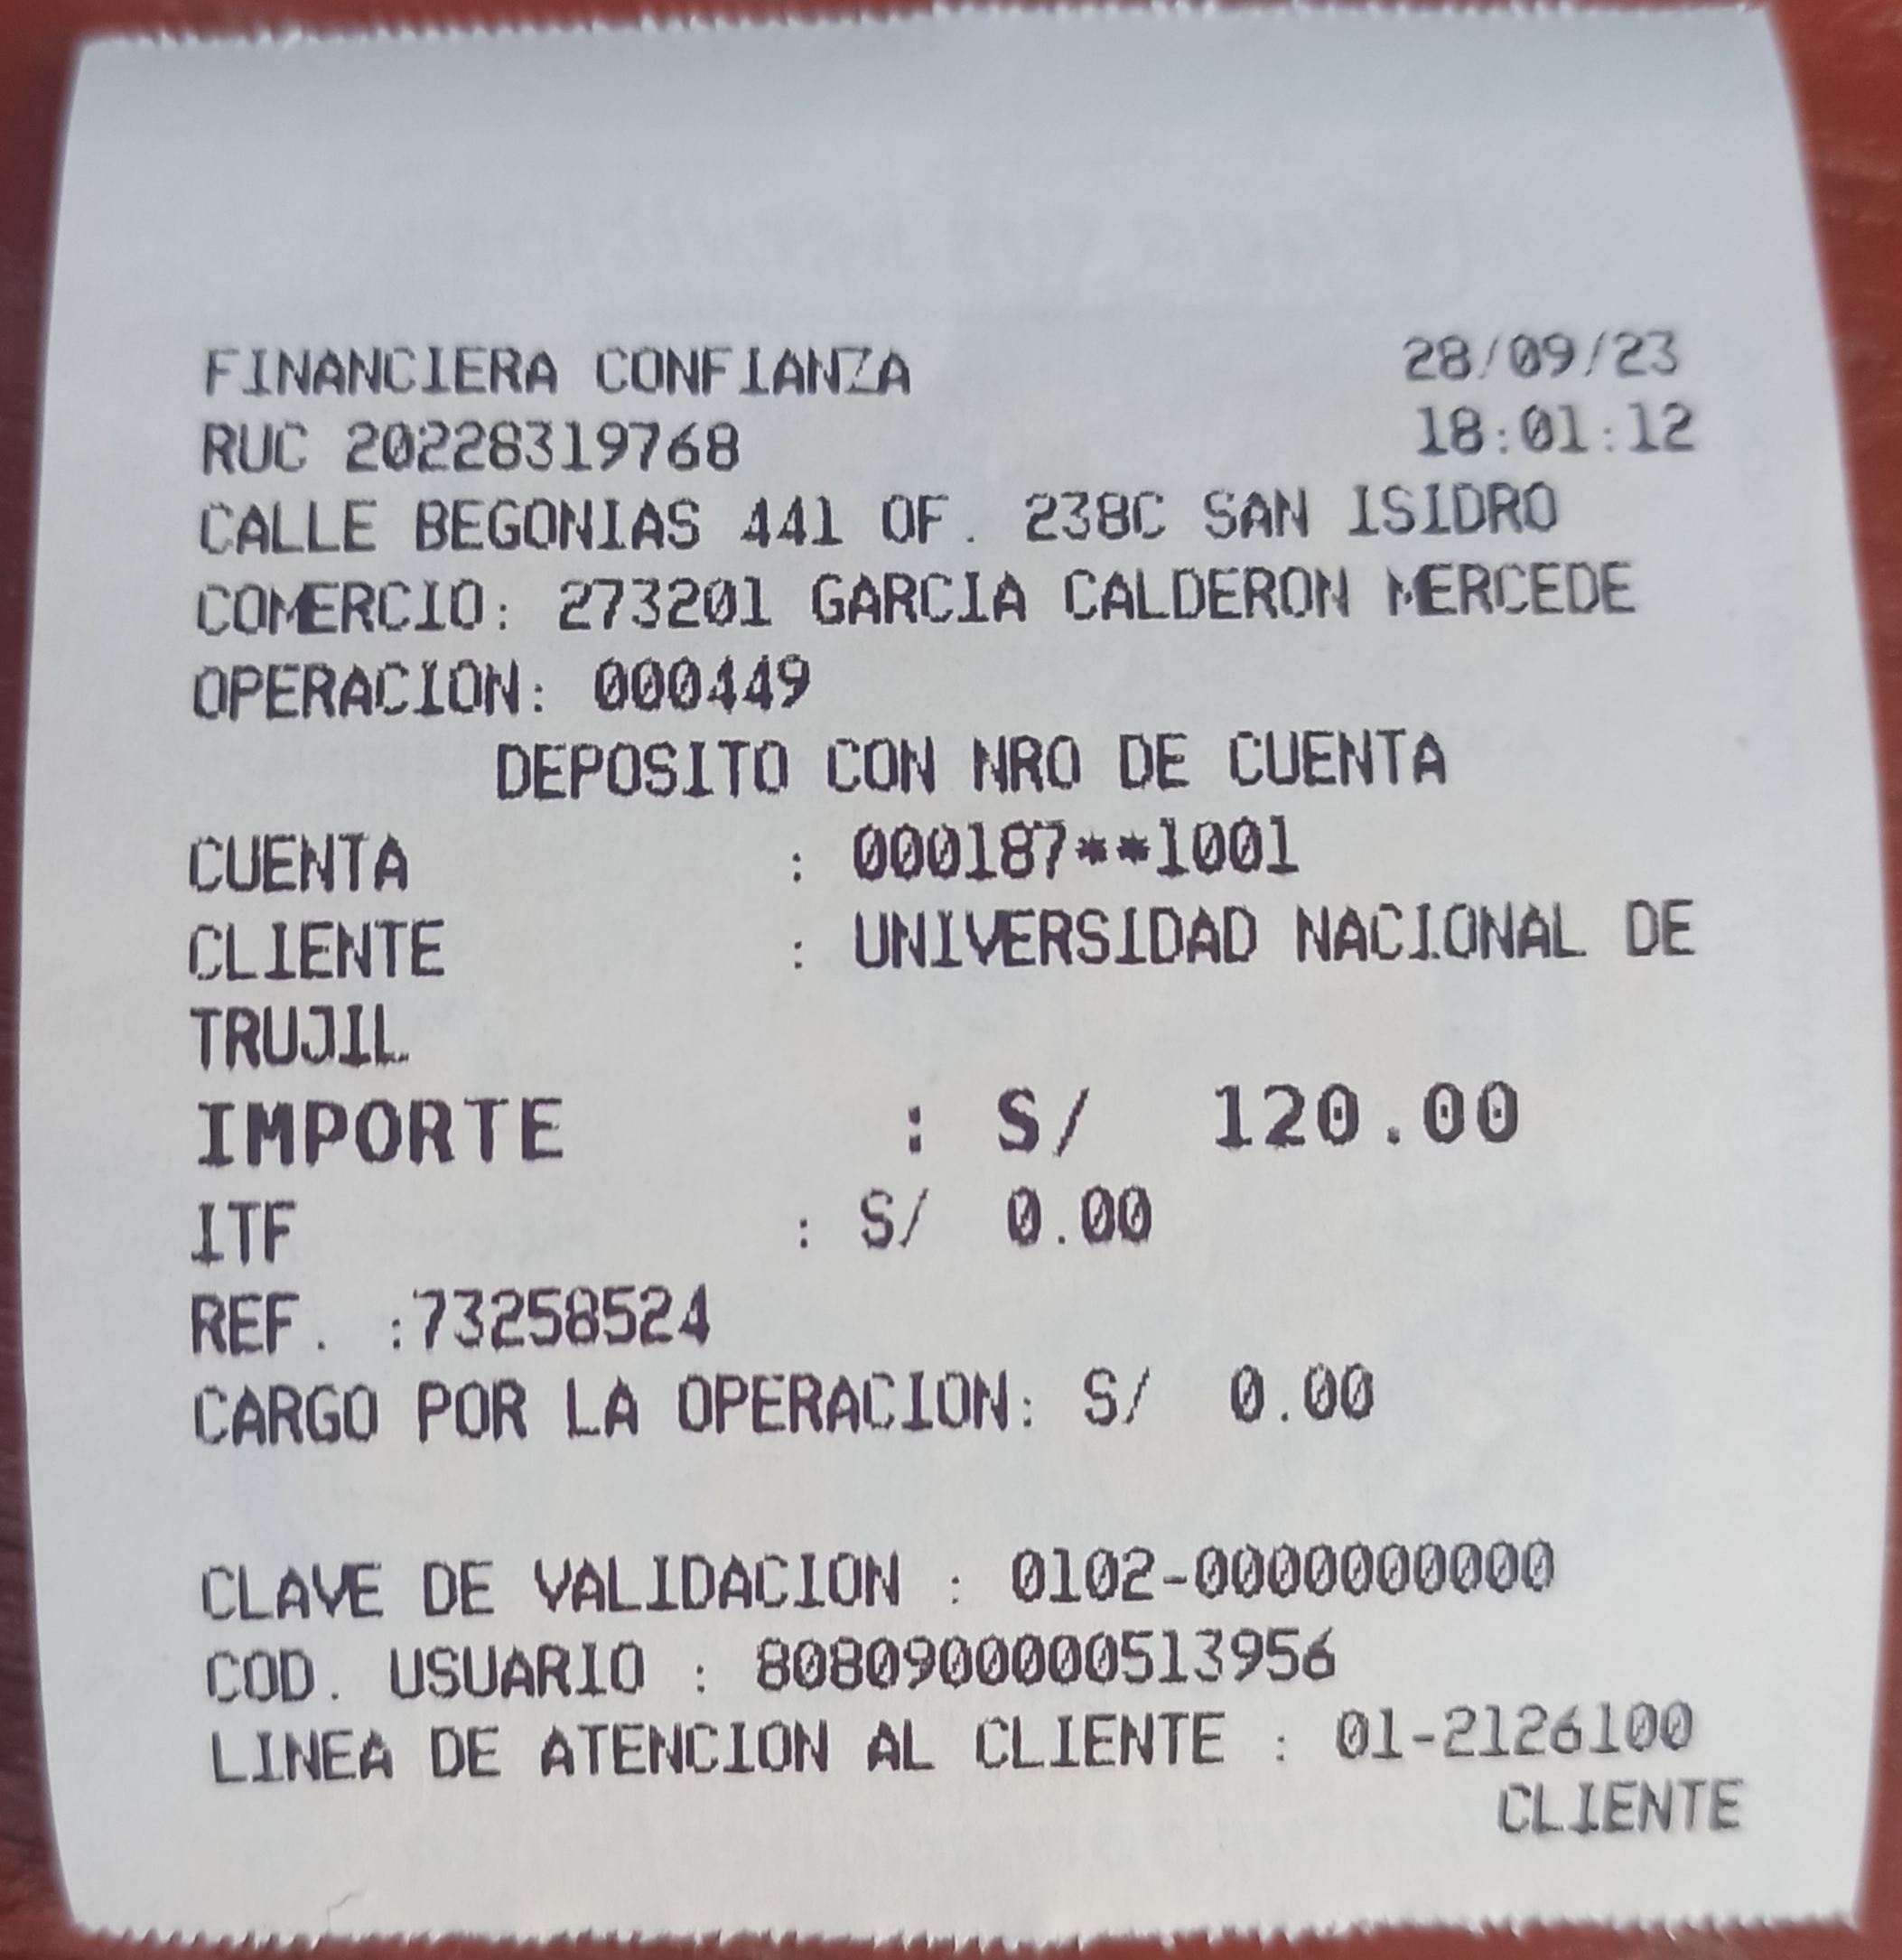 FINANCIERA CONFIANZA 28/09/23
RUC 20228319768 18:01:12
CALLE BEGONIAS 441 OF. 238C SAN ISIDRO
COMERCIO: 273201 GARCIA CALDERON MERCEDE
OPERACION: 000449
DEPOSITO CON NRO DE CUENTA
CUENTA : 000187**1001
CLIENTE : UNIVERSIDAD NACIONAL DE
TRUJIL
IMPORTE : S/ 120.00
ITF : S/ 0.00
REF. :73258524
CARGO POR LA OPERACION: S/ 0.00
CLAVE DE VALIDACION : 0102-0000000000
COD. USUARIO : 8080900000513956
LINEA DE ATENCION AL CLIENTE : 01-2126100
CLIENTE